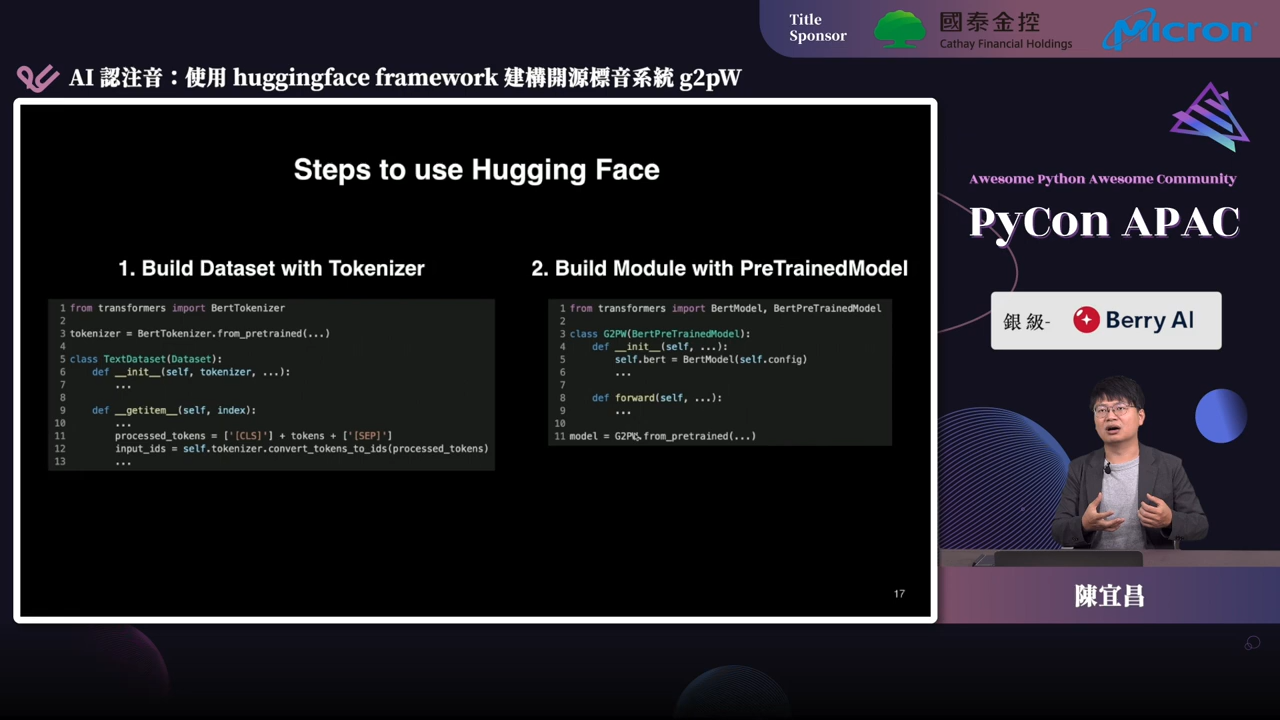 Title
Sponsor
國泰金控
Cathay Financial Holdings
Micron
AI 認注音：使用 huggingface framework 建構開源標音系統 g2pW
Steps to use Hugging Face
1. Build Dataset with Tokenizer
1 from transformers import BertTokenizer
2
3 tokenizer = BertTokenizer.from_pretrained(...)
4
5 class TextDataset(Dataset):
6 def __init__(self, tokenizer, ...):
7 ...
8
9 def __getitem__(self, index):
10 ...
11 processed_tokens = ['[CLS]'] + tokens + ['[SEP]']
12 input_ids = self.tokenizer.convert_tokens_to_ids(processed_tokens)
13 ...
2. Build Module with PreTrainedModel
1 from transformers import BertModel, BertPreTrainedModel
2
3 class G2PW(BertPreTrainedModel):
4 def __init__(self, ...):
5 self.bert = BertModel(self.config)
6 ...
7
8 def forward(self, ...):
9 ...
10
11 model = G2PW.from_pretrained(...)
17
Awesome Python Awesome Community
PyCon APAC
銀級-
Berry AI
陳宜昌